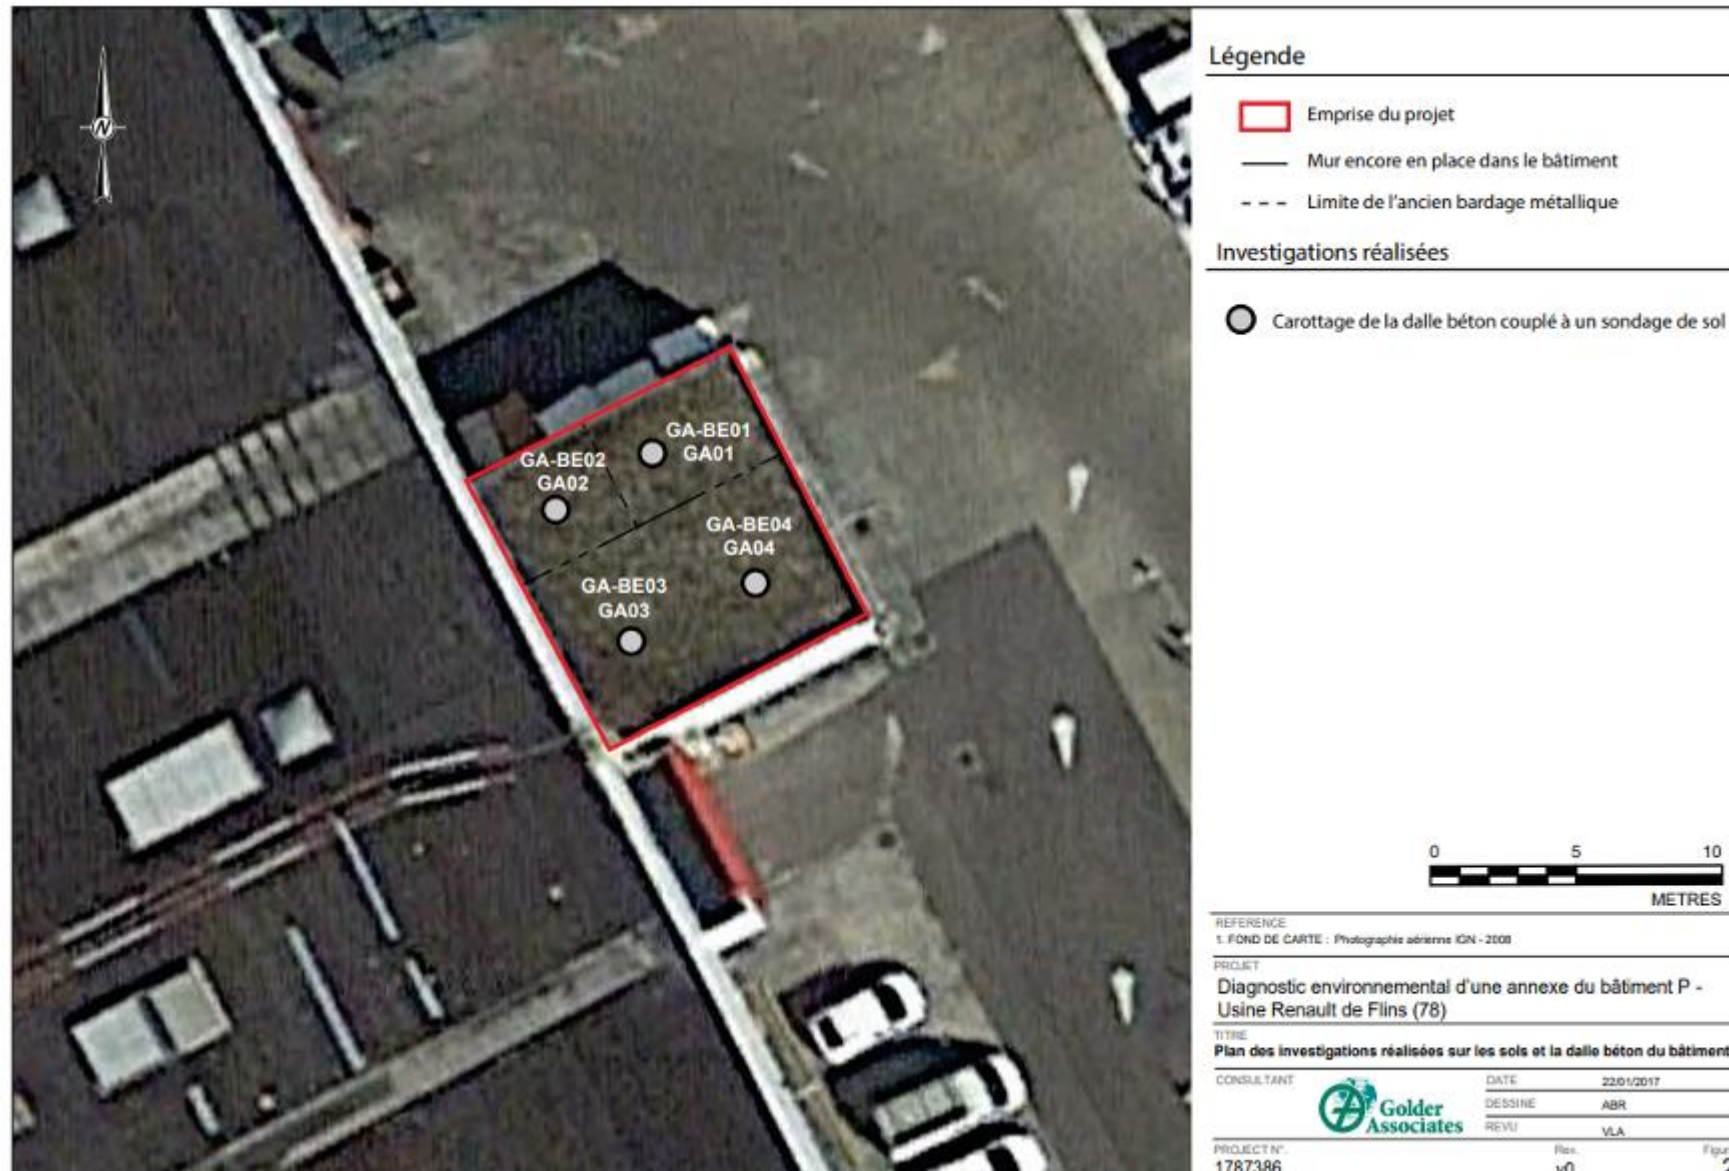 N
GA-BE01
GA01
GA-BE02
GA02
GA-BE04
GA04
GA-BE03
GA03
Légende
Emprise du projet
Mur encore en place dans le bâtiment
Limite de l'ancien bardage métallique
Investigations réalisées
Carottage de la dalle béton couplé à un sondage de sol
0 5 10
METRES
REFERENCE
1. FOND DE CARTE : Photographie aérienne IGN - 2008
PROJET
Diagnostic environnemental d'une annexe du bâtiment P -
Usine Renault de Flins (78)
TITRE
Plan des investigations réalisées sur les sols et la dalle béton du bâtiment
CONSULTANT
Golder
Associates
DATE 22/01/2017
DESSINE ABR
REVU VLA
PROJECT N°. Rev.
1787386 v0